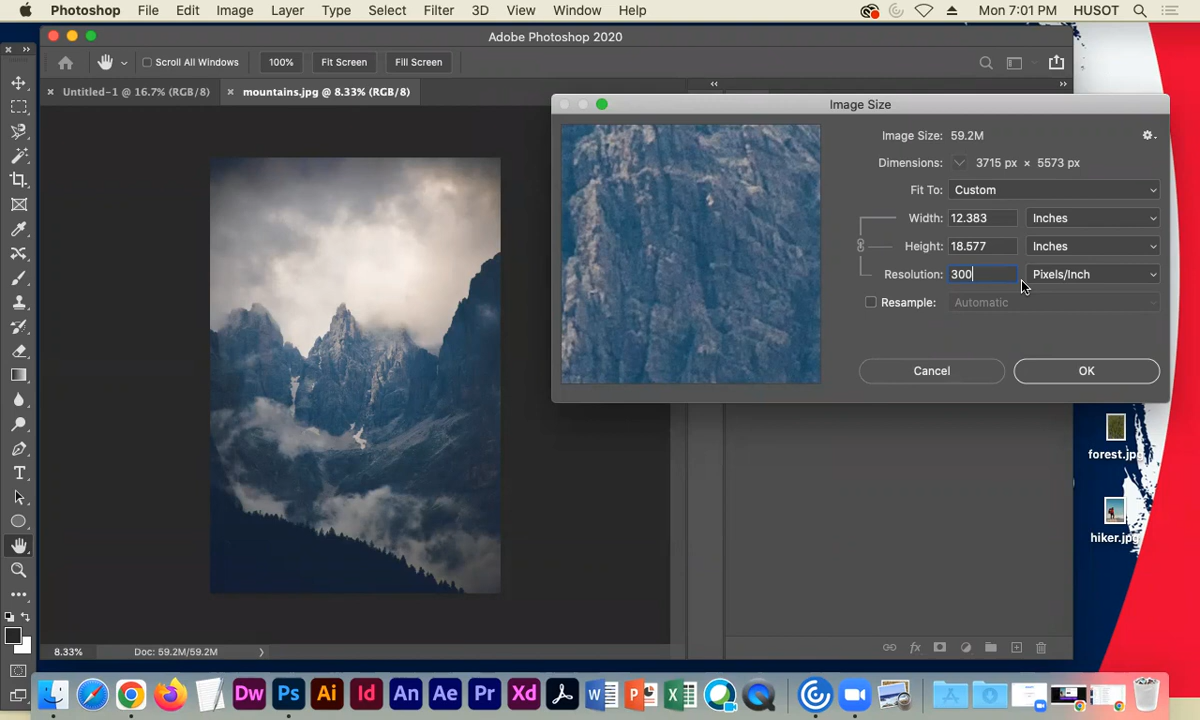 Photoshop File Edit Image Layer Type Select Filter 3D View Window Help Mon 7:01 PM HUSOT
Adobe Photoshop 2020
Scroll All Windows 100% Fit Screen Fill Screen
Untitled-1 @ 16.7% (RGB/8) mountains.jpg @ 8.33% (RGB/8)
Image Size
Image Size: 59.2M
Dimensions: 3715 px × 5573 px
Fit To: Custom
Width: 12.383 Inches
Height: 18.577 Inches
Resolution: 300 Pixels/Inch
Resample: Automatic
Cancel OK
forest.jpg
hiker.jpg
fx
8.33% Doc: 59.2M/59.2M
Dw Ps Ai Id An Ae Pr Xd W P X